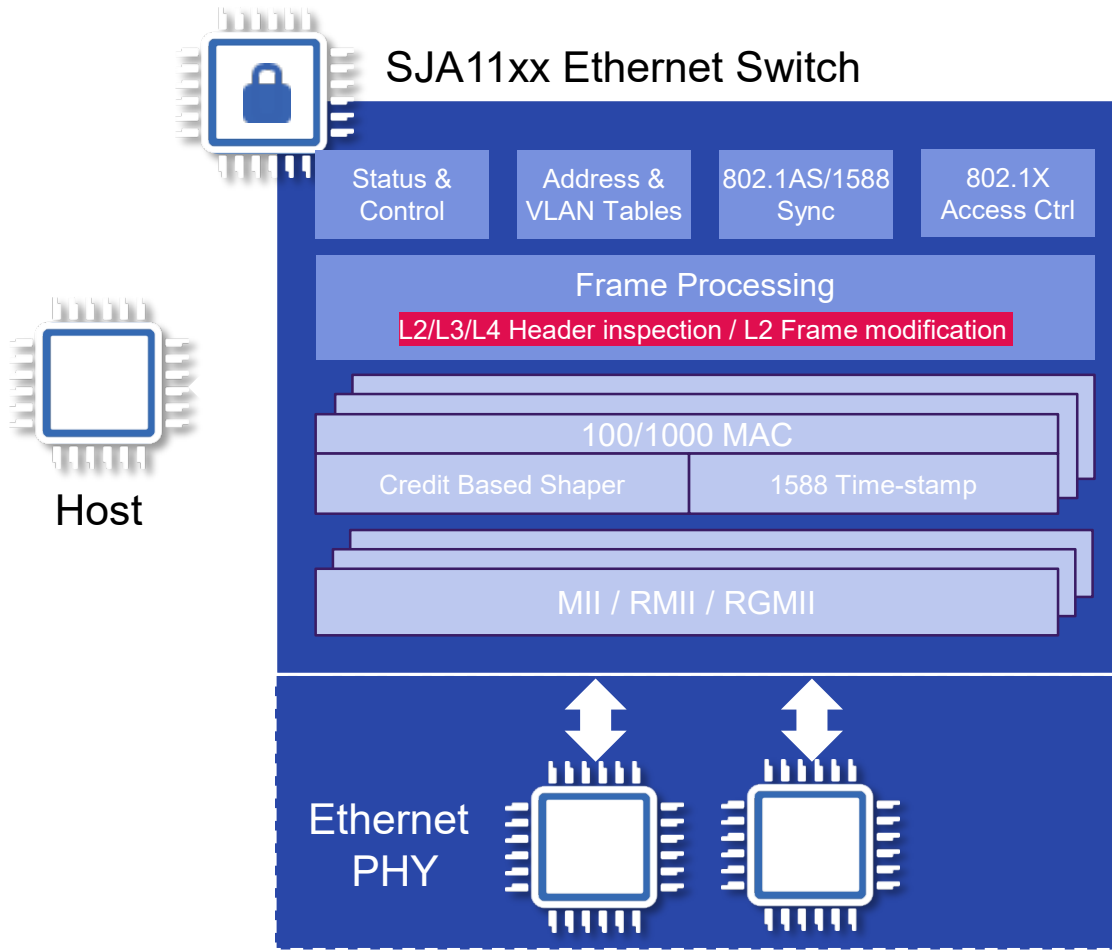 SJA11xx Ethernet Switch
Status &
Control
Address &
VLAN Tables
802.1AS/1588
Sync
802.1X
Access Ctrl
Frame Processing
L2/L3/L4 Header inspection / L2 Frame modification
100/1000 MAC
Credit Based Shaper
1588 Time-stamp
Host
MII / RMII / RGMII
Ethernet
PHY